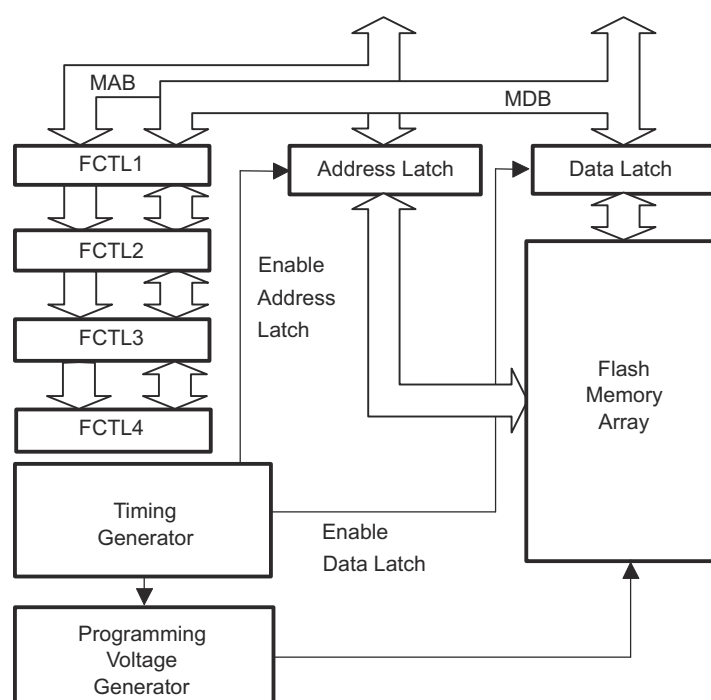 MAB
MDB
FCTL1
Address Latch
Data Latch
FCTL2
Enable
Address
Latch
FCTL3
Flash
Memory
Array
FCTL4
Timing
Generator
Enable
Data Latch
Programming
Voltage
Generator